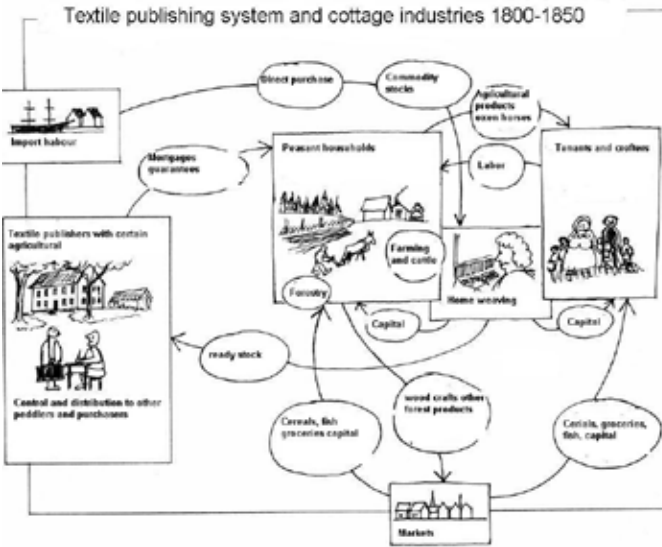 Textile publishing system and cottage industries 1800-1850
Direct purchase
Commodity
stocks
Agricultural
products
oxen horses
Import habour
Mortgages
guarantees
Peasant households
Labor
Tenants and crofters
Textile publishers with certain
agricultural
Farming
and cattle
Forestry
Home weaving
Capital
Capital
ready stock
Control and distribution to other
peddlers and purchasers
Cereals, fish
groceries capital
wood crafts other
forest products
Cerials, groceries,
fish, capital
Markets